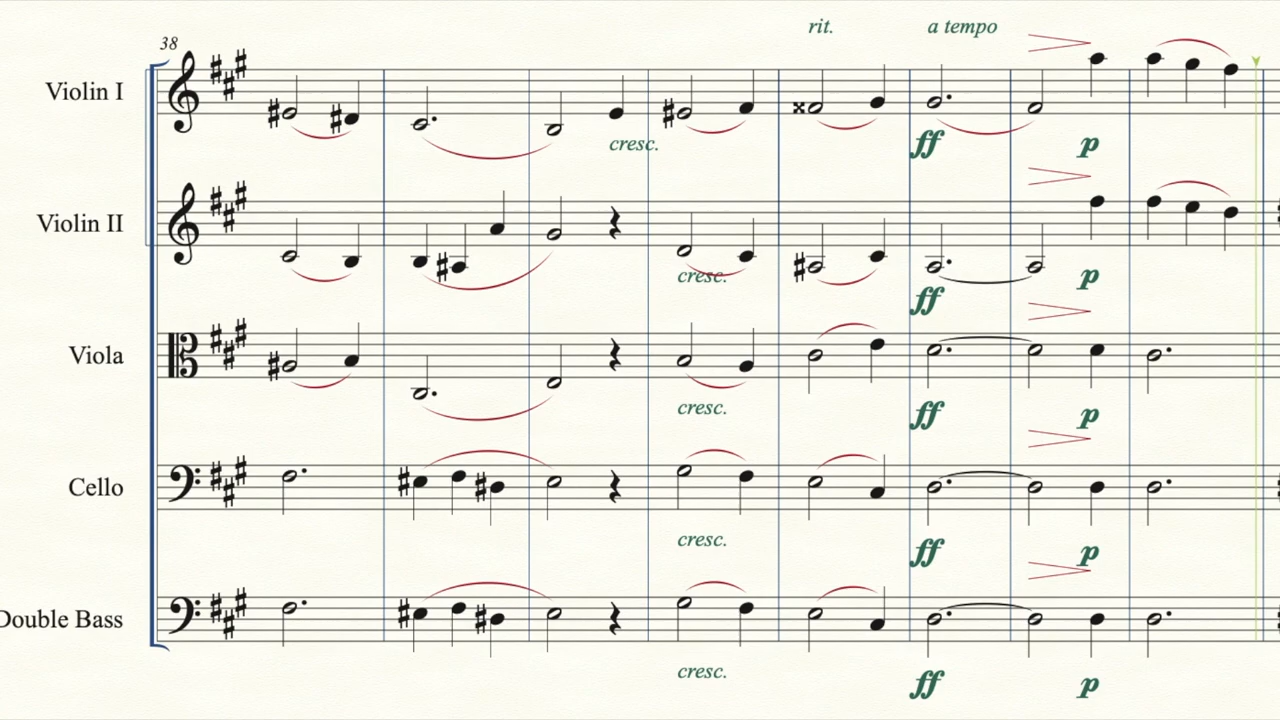 rit. a tempo
38
Violin I
cresc. ff p
Violin II
cresc. ff p
Viola
cresc. ff p
Cello
cresc. ff p
Double Bass
cresc. ff p